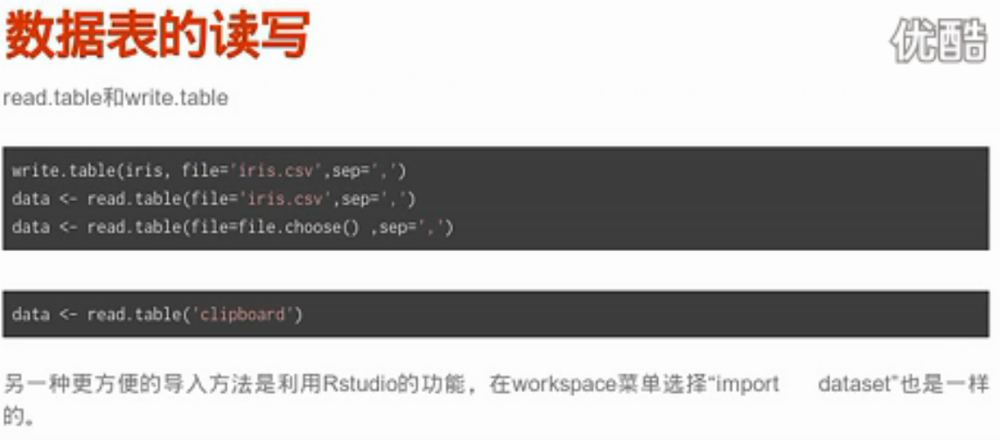 数据表的读写
优酷
read.table和write.table
write.table(iris, file='iris.csv',sep=',')
data <- read.table(file='iris.csv',sep=',')
data <- read.table(file=file.choose() ,sep=',')
data <- read.table('clipboard')
另一种更方便的导入方法是利用Rstudio的功能，在workspace菜单选择“import dataset”也是一样
的。